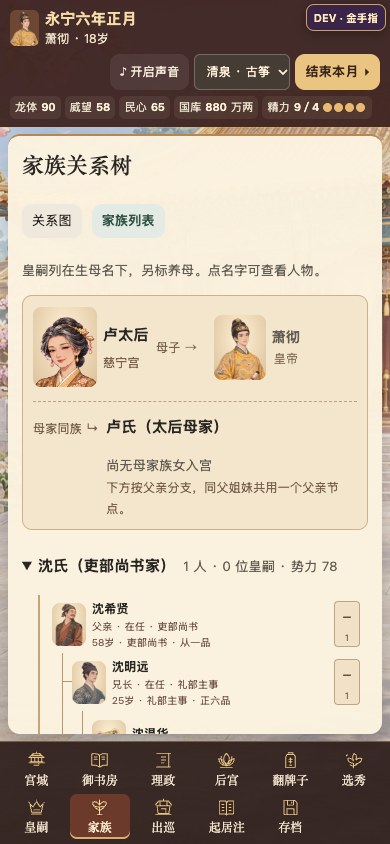 永宁六年正月
萧彻 · 18岁
DEV · 金手指
♪ 开启声音
清泉 · 古筝
结束本月 ▸
龙体 90
威望 58
民心 65
国库 880 万两
精力 9 / 4
家族关系树
关系图
家族列表
皇嗣列在生母名下，另标养母。点名字可查看人物。
卢太后
慈宁宫
母子 →
萧彻
皇帝
母家同族 ↳
卢氏（太后母家）
尚无母家族女入宫
下方按父亲分支，同父姐妹共用一个父亲节点。
▼ 沈氏（吏部尚书家）
1 人 · 0 位皇嗣 · 势力 78
沈希贤
父亲 · 在任 · 吏部尚书
58岁 · 吏部尚书 · 从一品
−
1
沈明远
兄长 · 在任 · 礼部主事
25岁 · 礼部主事 · 正六品
−
1
宫城
御书房
理政
后宫
翻牌子
选秀
皇嗣
家族
出巡
起居注
存档